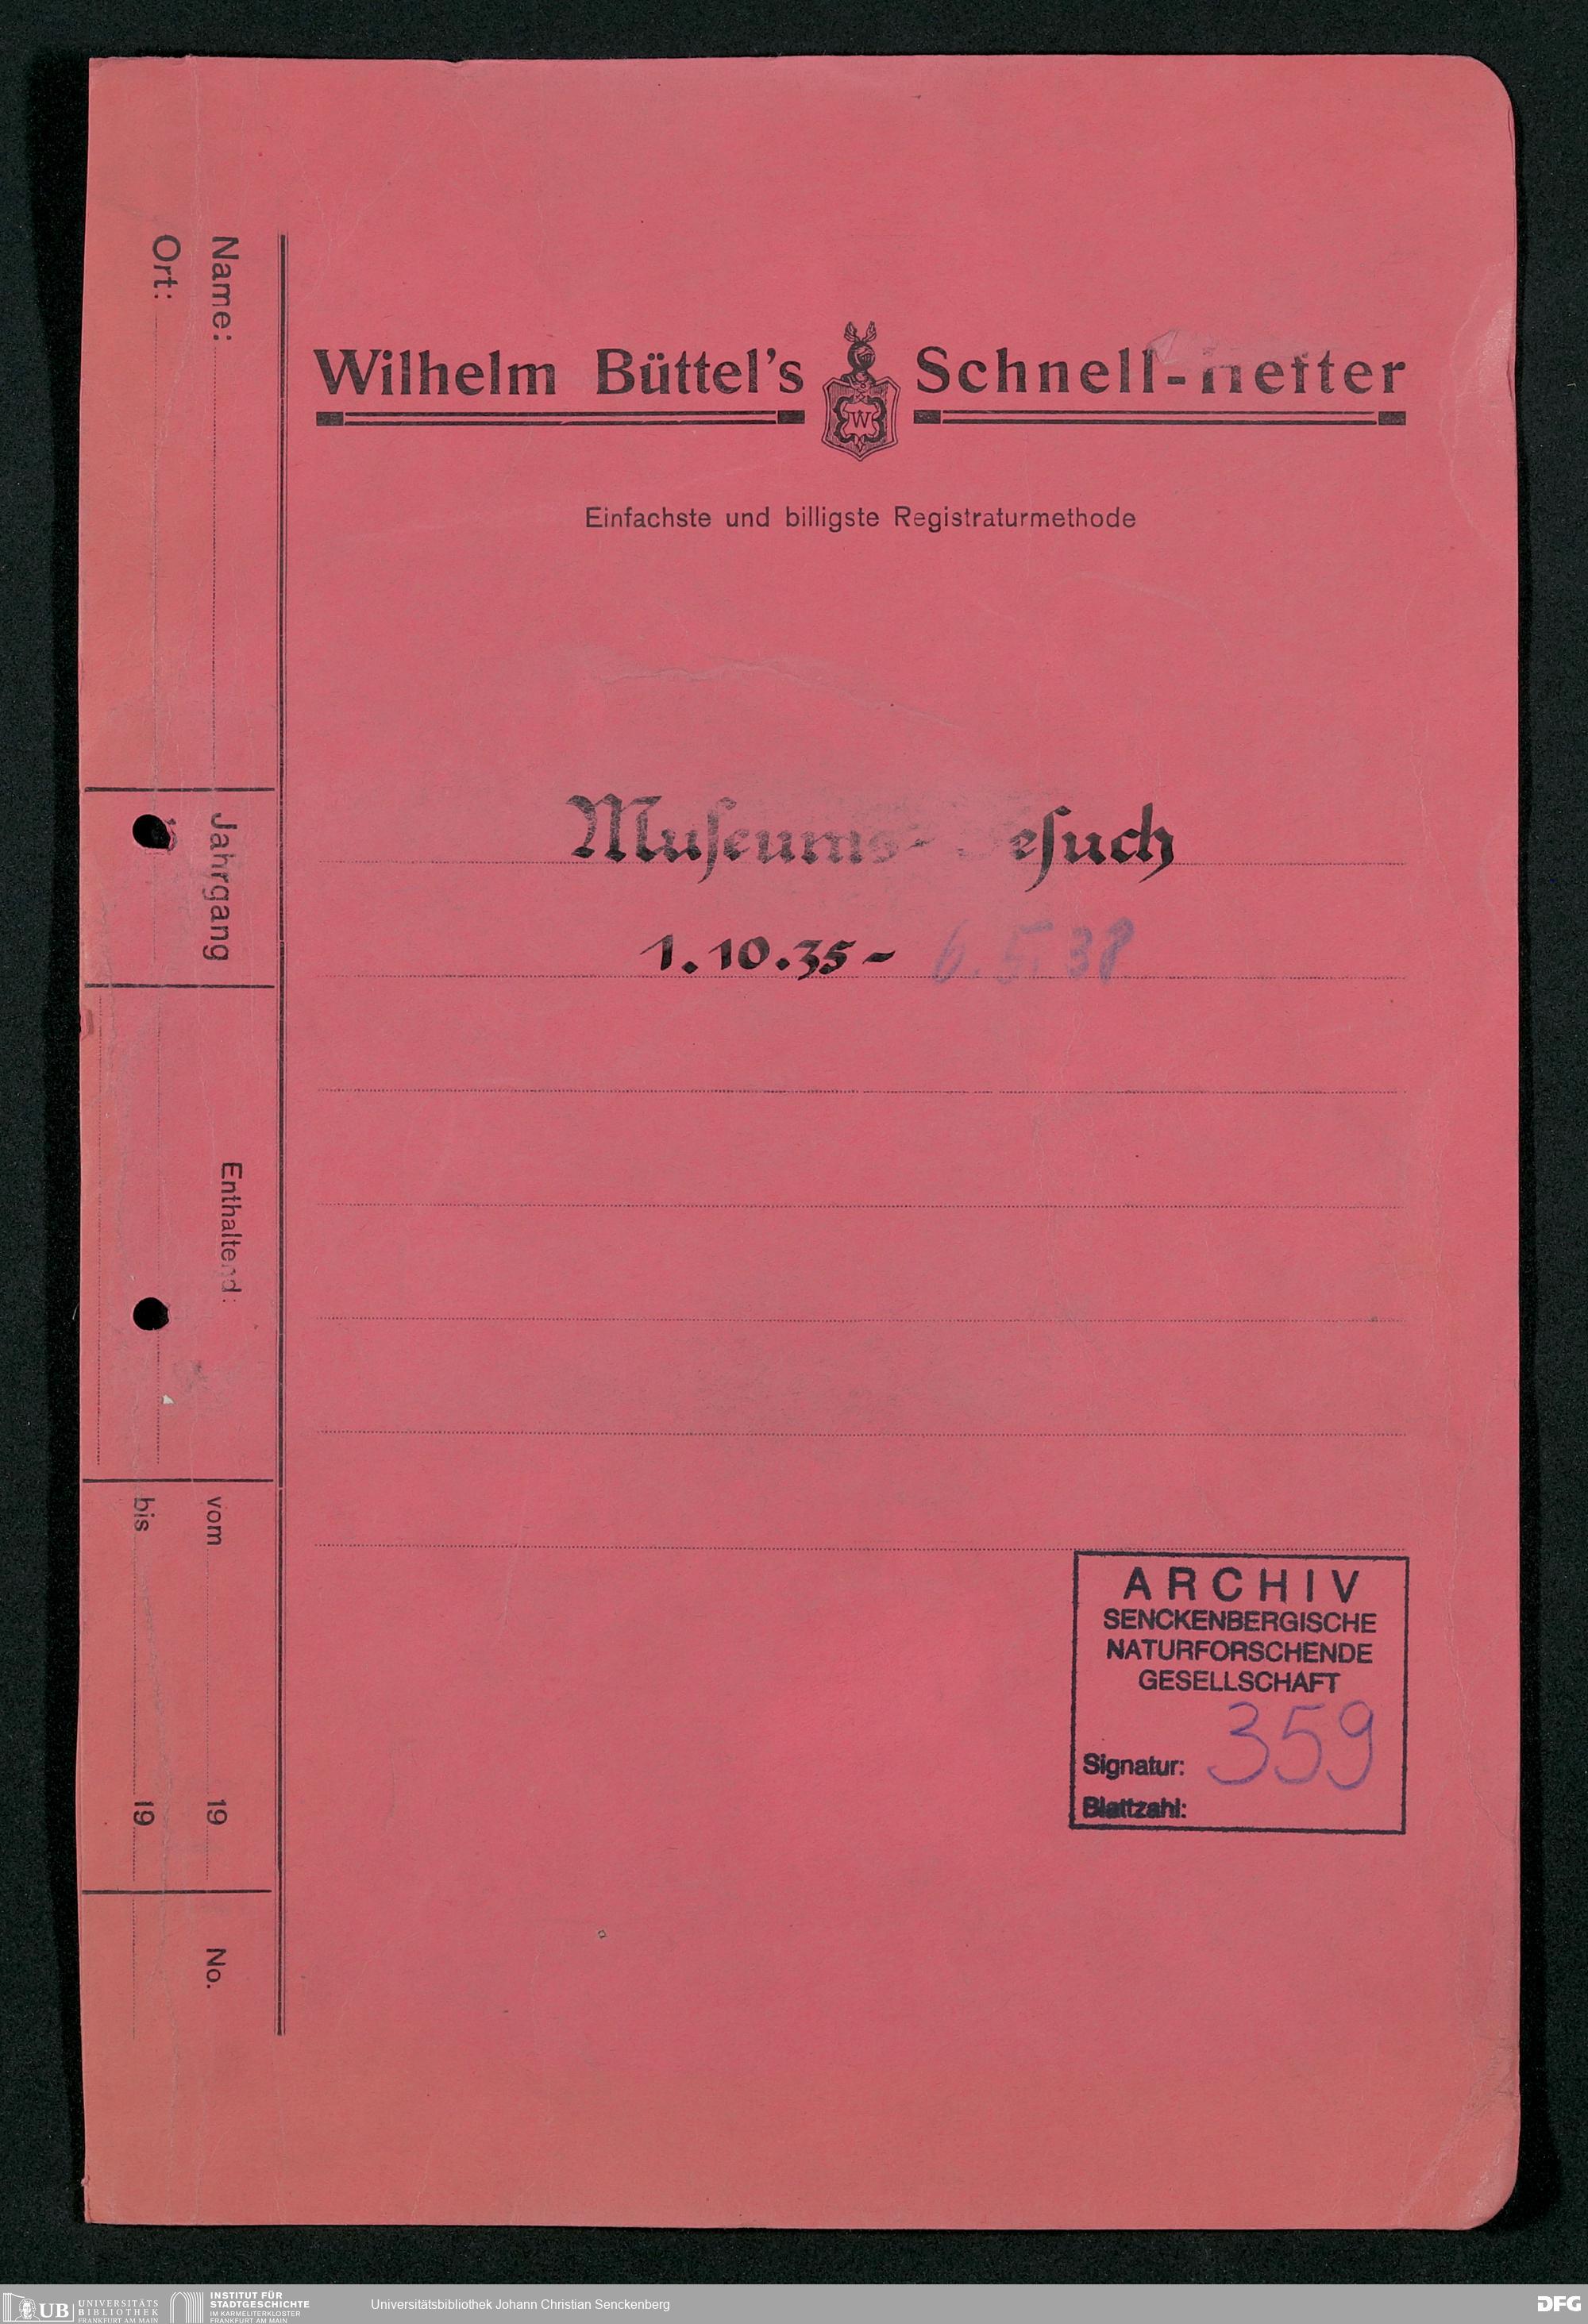 Name:
Ort:
Jahrgang
Enthaltend:
vom 19
bis 19
No.
Wilhelm Büttel's Schnell-Hefter
Einfachste und billigste Registraturmethode
Museums-Besuch
1.10.35 - 6.5.38
ARCHIV
SENCKENBERGISCHE
NATURFORSCHENDE
GESELLSCHAFT
Signatur: 359
Blattzahl:
UB UNIVERSITÄTS
BIBLIOTHEK
FRANKFURT AM MAIN
INSTITUT FÜR
STADTGESCHICHTE
IM KARMELITERKLOSTER
FRANKFURT AM MAIN
Universitätsbibliothek Johann Christian Senckenberg
DFG